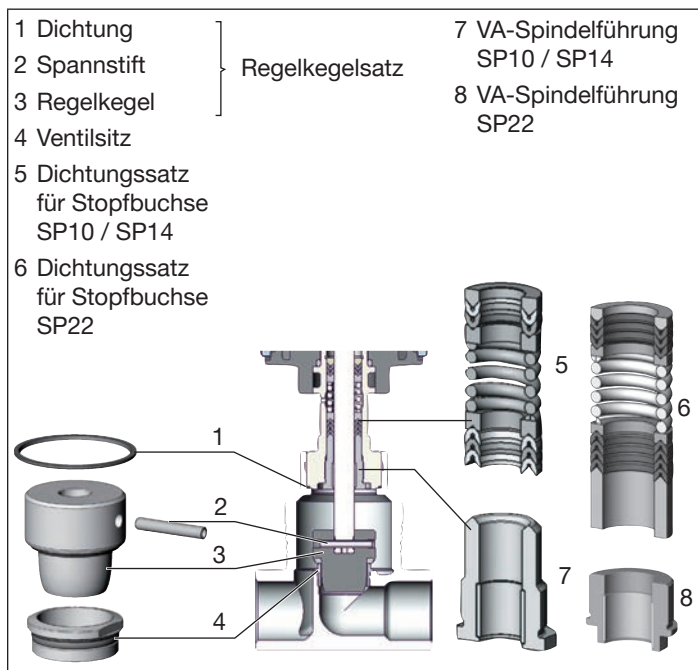 1 Dichtung
2 Spannstift
3 Regelkegel
Regelkegelsatz
4 Ventilsitz
5 Dichtungssatz
für Stopfbuchse
SP10 / SP14
6 Dichtungssatz
für Stopfbuchse
SP22
7 VA-Spindelführung
SP10 / SP14
8 VA-Spindelführung
SP22
1
2
3
4
5
6
7
8